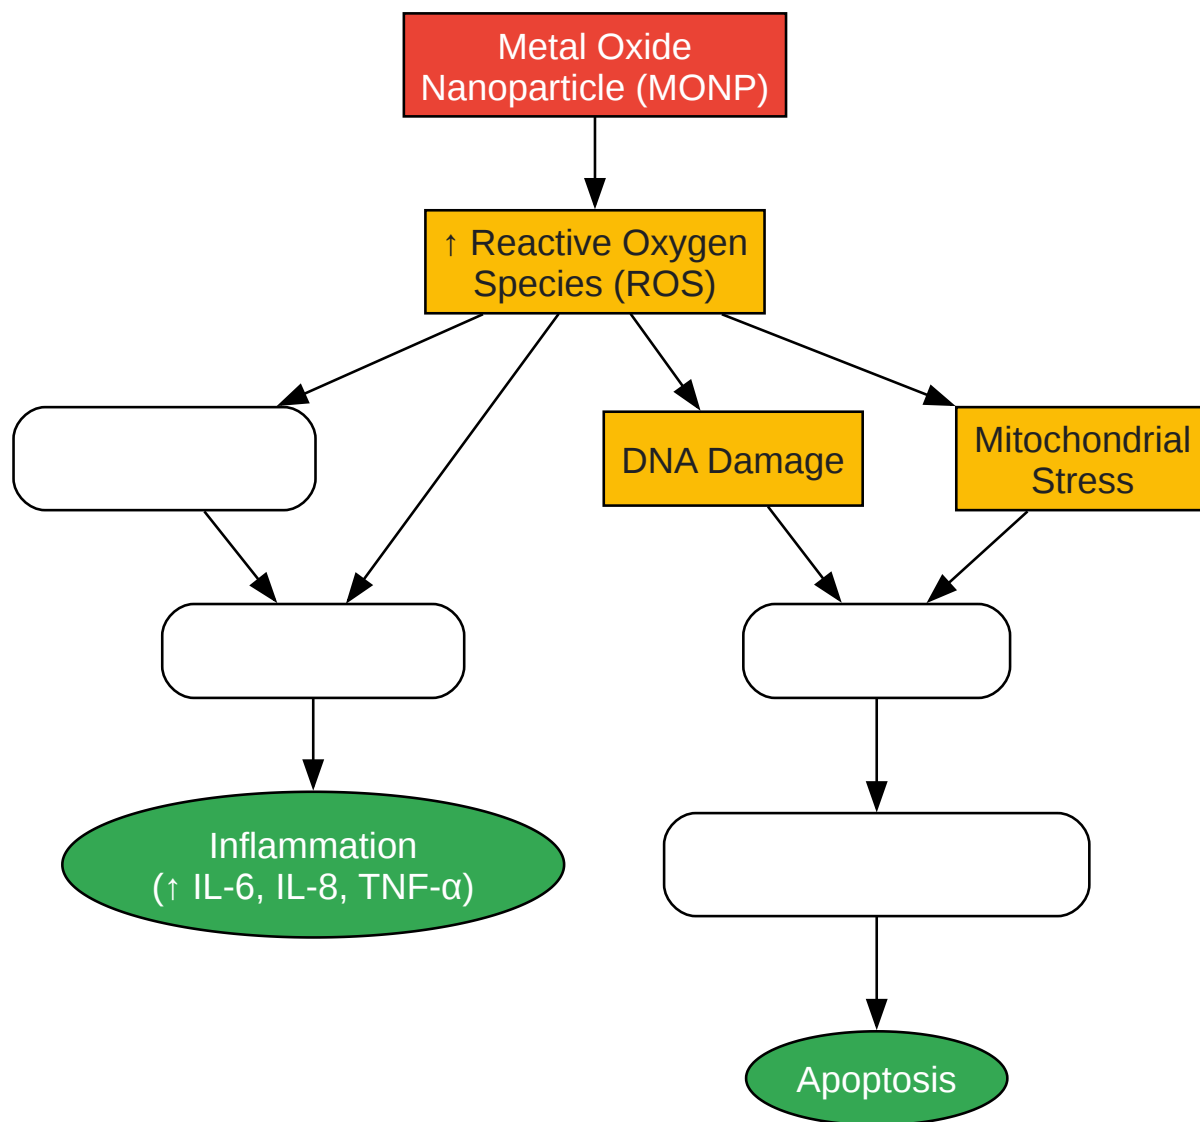 Metal Oxide
Nanoparticle (MONP)
↑ Reactive Oxygen
Species (ROS)
DNA Damage
Mitochondrial
Stress
Inflammation
(↑ IL-6, IL-8, TNF-α)
Apoptosis